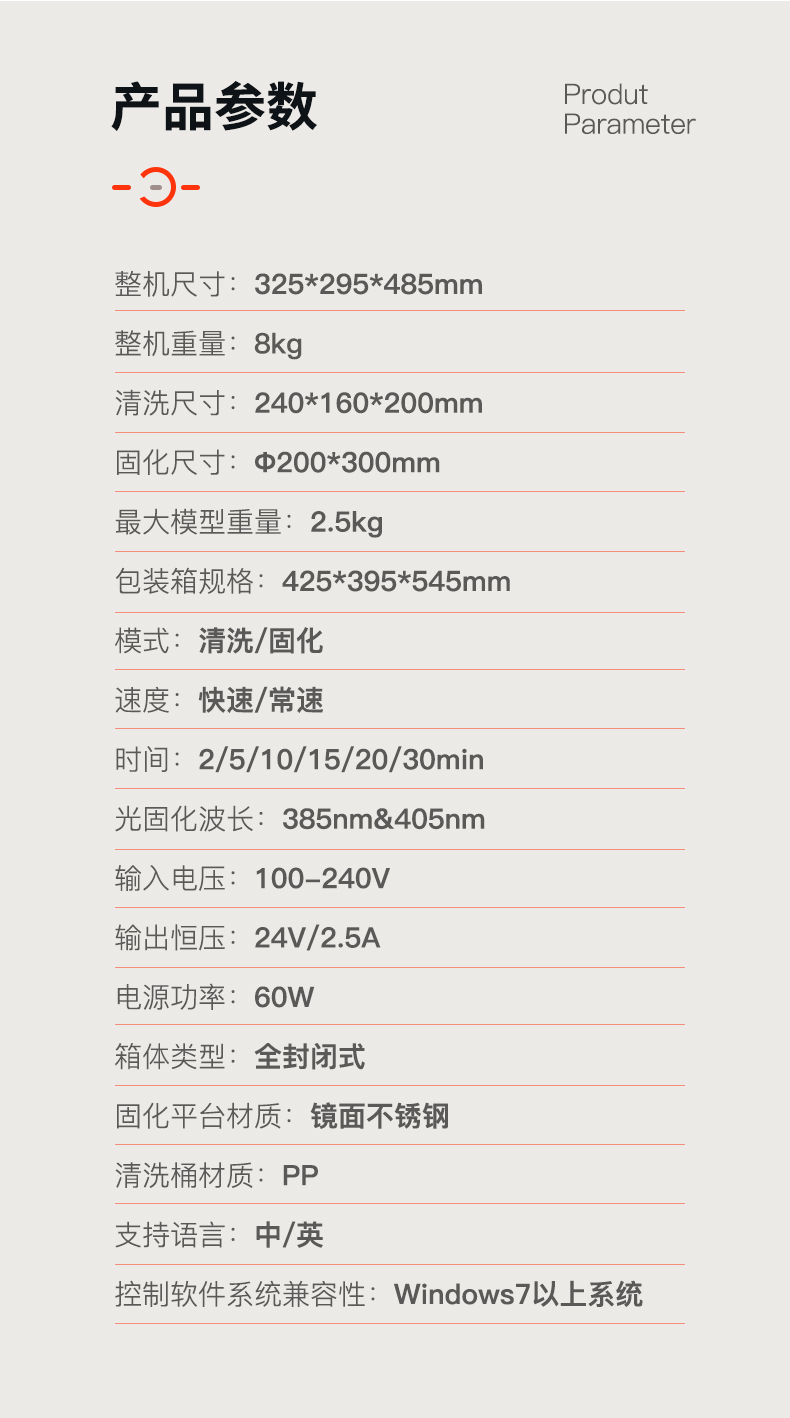 产品参数
Produt
Parameter
整机尺寸：325*295*485mm
整机重量：8kg
清洗尺寸：240*160*200mm
固化尺寸：Φ200*300mm
最大模型重量：2.5kg
包装箱规格：425*395*545mm
模式：清洗/固化
速度：快速/常速
时间：2/5/10/15/20/30min
光固化波长：385nm&405nm
输入电压：100-240V
输出恒压：24V/2.5A
电源功率：60W
箱体类型：全封闭式
固化平台材质：镜面不锈钢
清洗桶材质：PP
支持语言：中/英
控制软件系统兼容性：Windows7以上系统